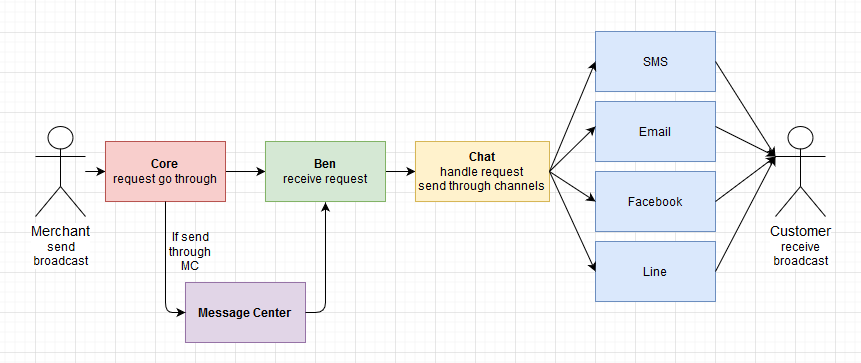 Merchant
send
broadcast
Core
request go through
If send
through
MC
Message Center
Ben
receive request
Chat
handle request
send through channels
SMS
Email
Facebook
Line
Customer
receive
broadcast